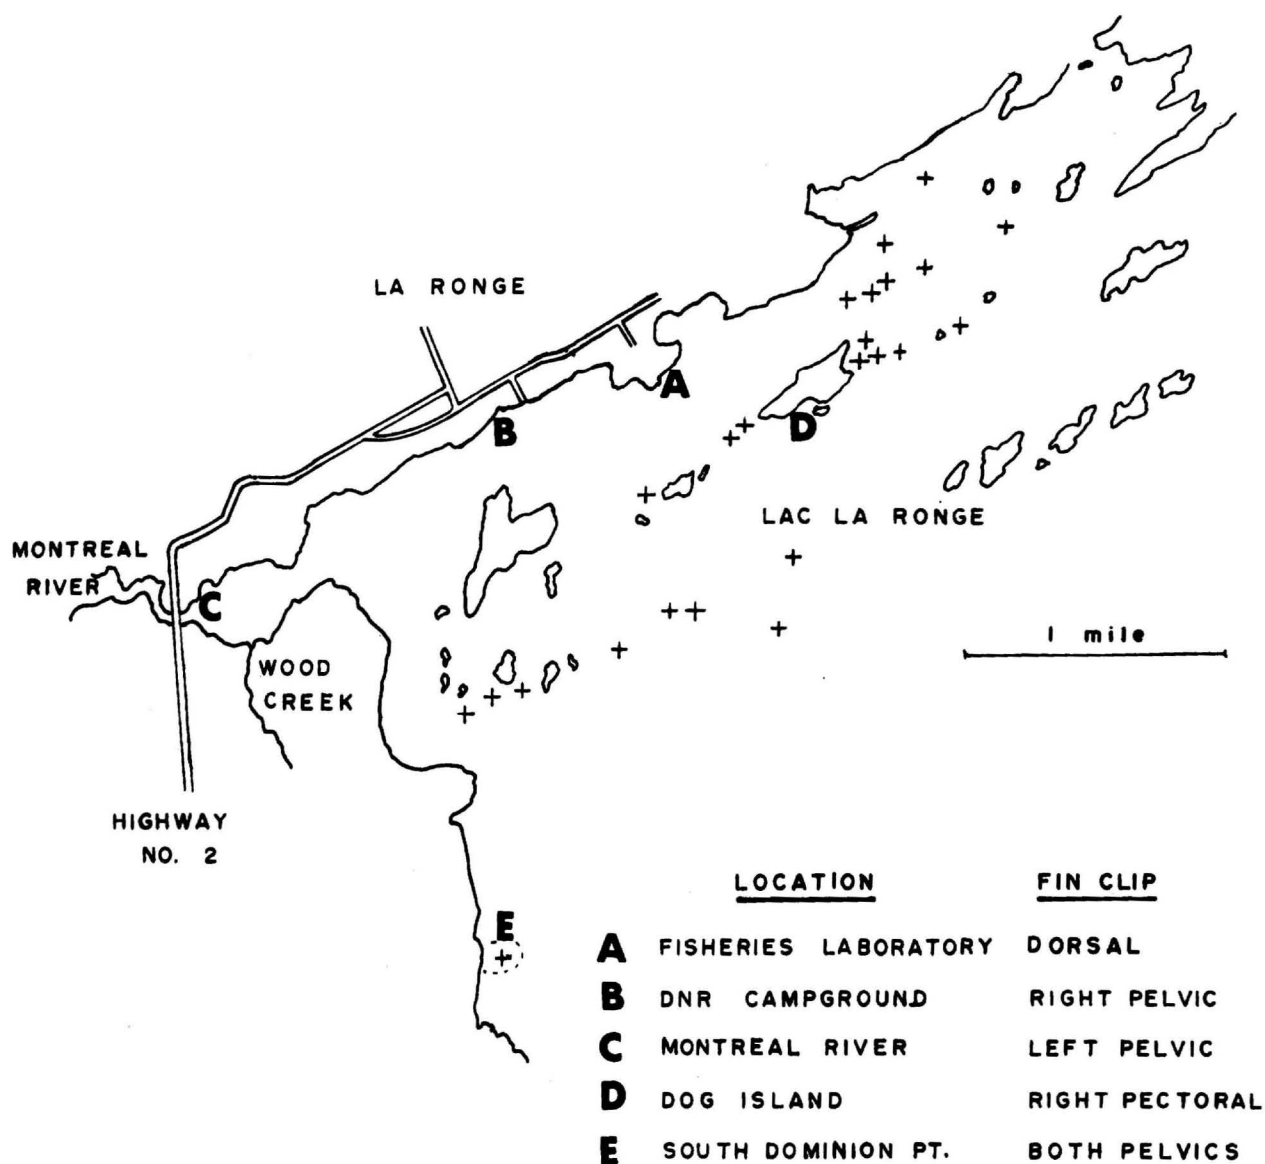 LA RONGE
A
B
D
LAC LA RONGE
MONTREAL
RIVER
C
1 mile
WOOD
CREEK
HIGHWAY
NO. 2
E
LOCATION FIN CLIP
A FISHERIES LABORATORY DORSAL
B DNR CAMPGROUND RIGHT PELVIC
C MONTREAL RIVER LEFT PELVIC
D DOG ISLAND RIGHT PECTORAL
E SOUTH DOMINION PT. BOTH PELVICS